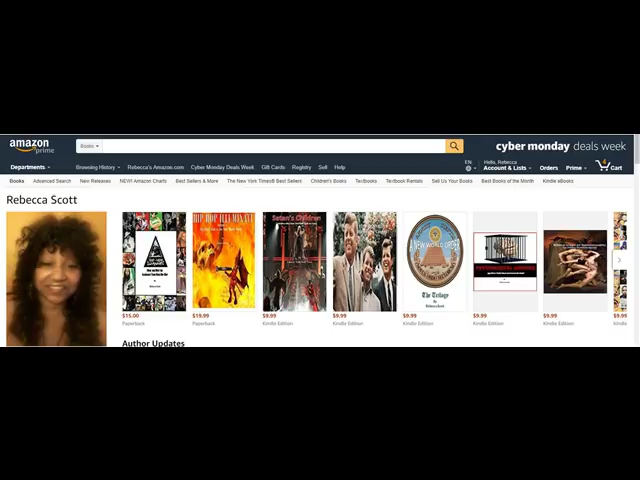 amazon
prime
Books
cyber monday deals week
Departments
Browsing History
Rebecca's Amazon.com
Cyber Monday Deals Week
Gift Cards
Registry
Sell
Help
EN
Hello, Rebecca
Account & Lists
Orders
Prime
4
Cart
Books
Advanced Search
New Releases
NEW! Amazon Charts
Best Sellers & More
The New York Times® Best Sellers
Children's Books
Textbooks
Textbook Rentals
Sell Us Your Books
Best Books of the Month
Kindle eBooks
Rebecca Scott
HIP HOP ILLUMINATI
Satan's Children
A NEW WORLD ORDER
The Trilogy
$15.00
$19.99
$9.99
$9.99
$9.99
$9.99
$9.99
Paperback
Paperback
Kindle Edition
Kindle Edition
Kindle Edition
Kindle Edition
Kindle Edition
Author Updates